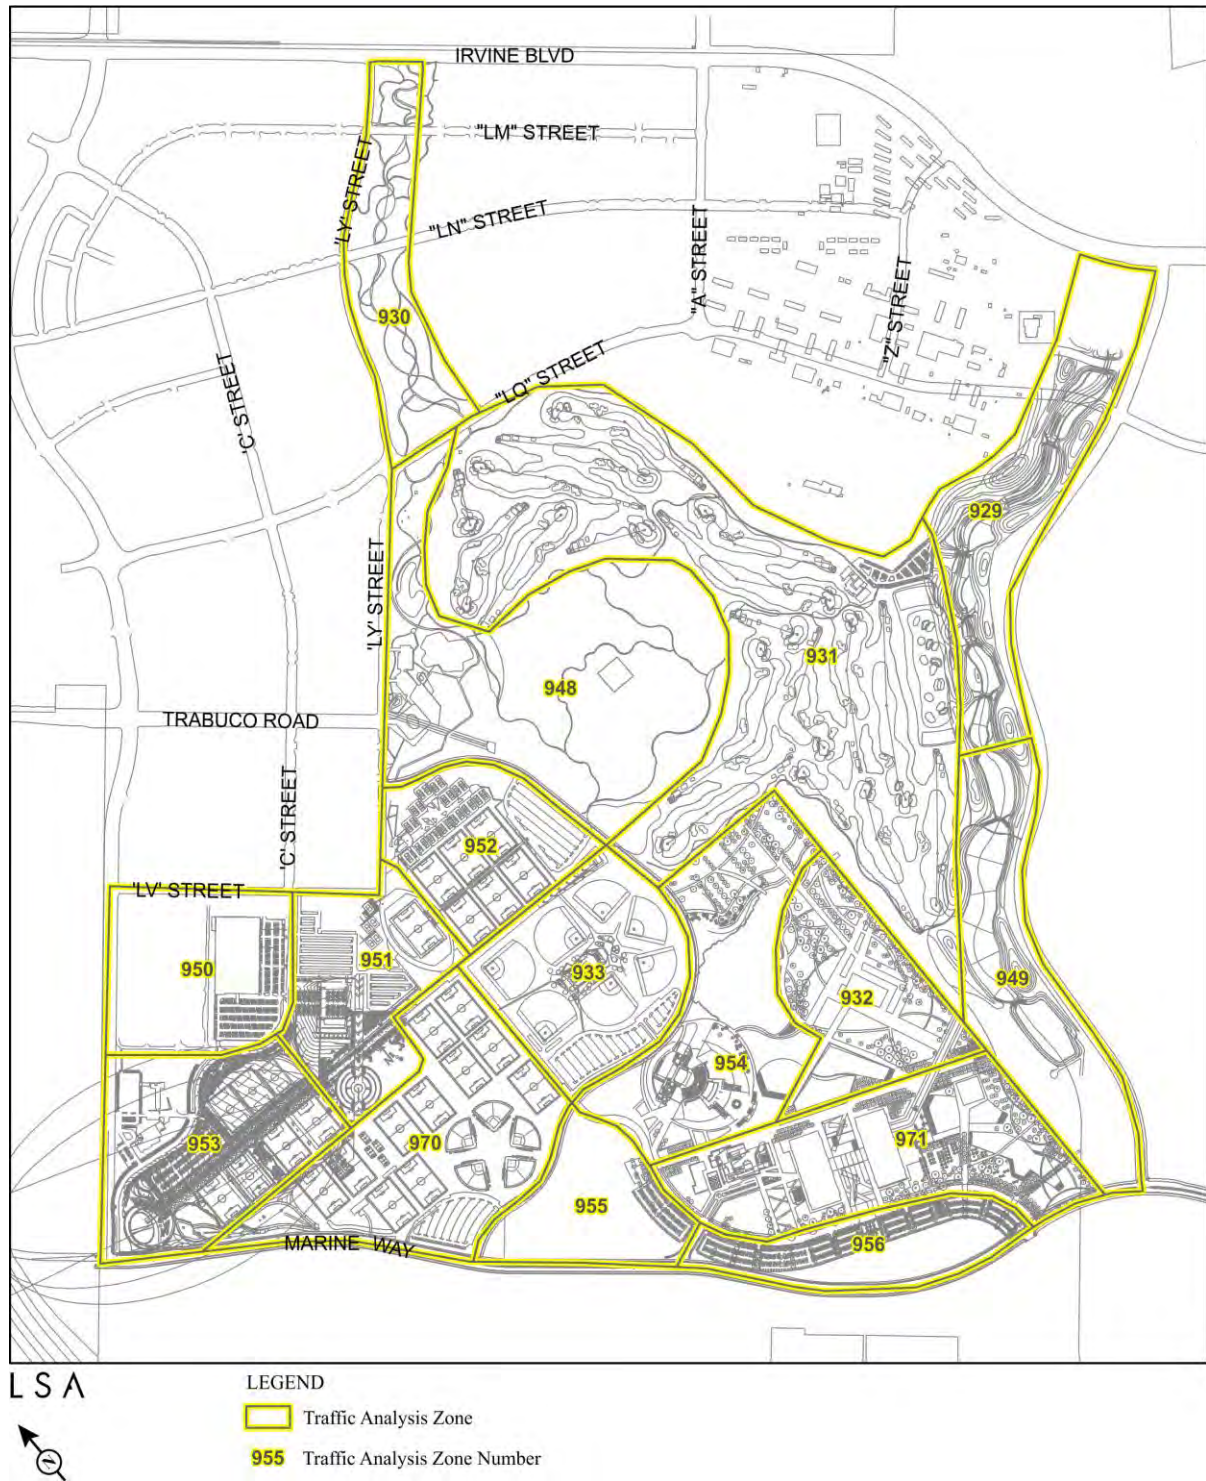 IRVINE BLVD
"LM" STREET
'LY' STREET
"LN" STREET
"A" STREET
"Z" STREET
930
"LQ" STREET
'C' STREET
929
'LY' STREET
931
948
TRABUCO ROAD
'C' STREET
952
'LV' STREET
950
951
933
932
949
954
953
970
971
955
956
MARINE WAY
LSA
LEGEND
Traffic Analysis Zone
955 Traffic Analysis Zone Number